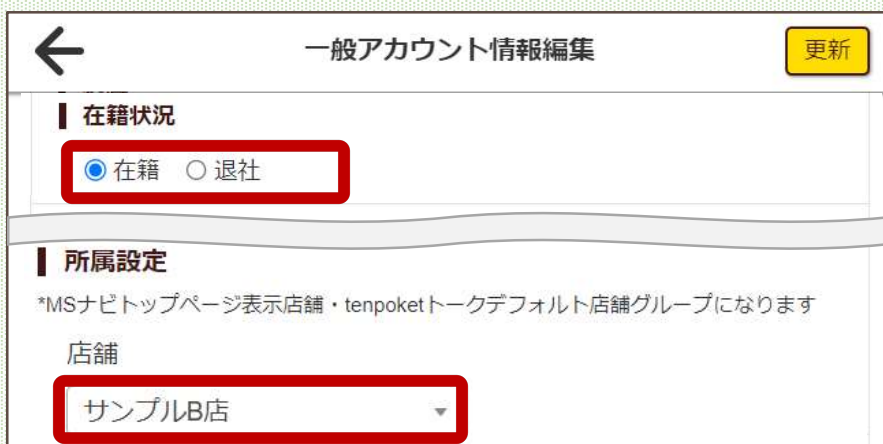 一般アカウント情報編集
更新
在籍状況
在籍 退社
所属設定
*MSナビトップページ表示店舗・tenpoketトークデフォルト店舗グループになります
店舗
サンプルB店